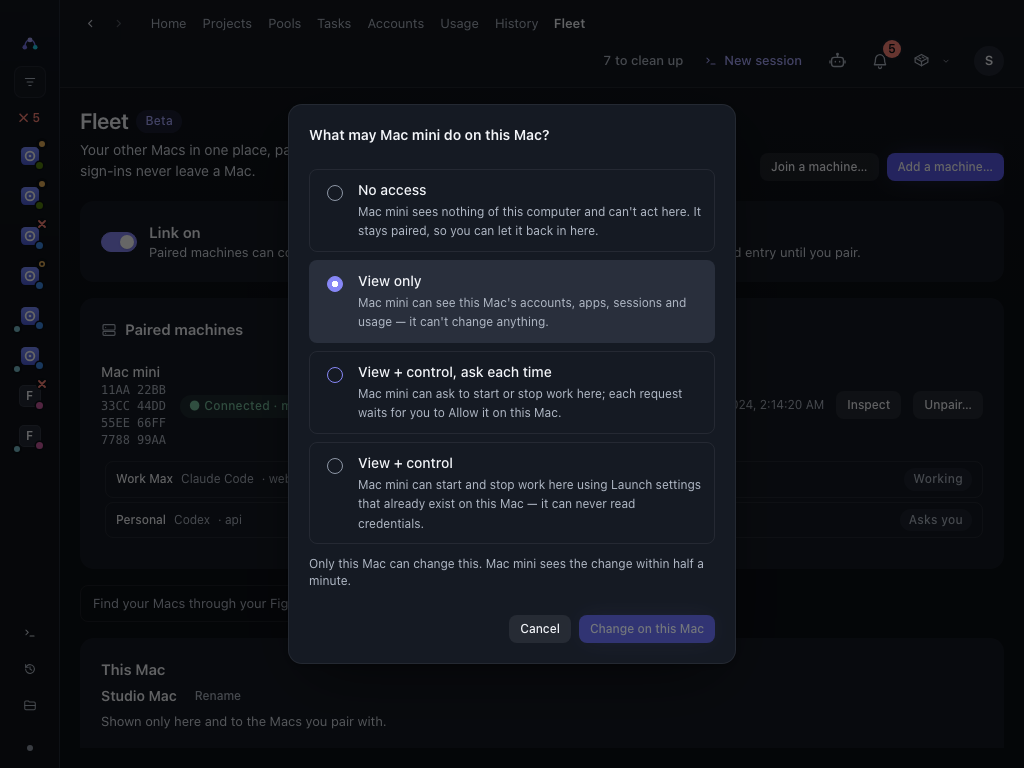 Home Projects Pools Tasks Accounts Usage History Fleet
7 to clean up New session 5 S
5
Fleet Beta
Your other Macs in one place,
sign-ins never leave a Mac.
Join a machine... Add a machine...
Link on
Paired machines can
entry until you pair.
Paired machines
Mac mini
11AA 22BB
33CC 44DD
55EE 66FF
7788 99AA
Connected ·
2:14:20 AM Inspect Unpair...
Work Max Claude Code · Working
Personal Codex · api Asks you
F
F
Find your Macs through your
This Mac
Studio Mac Rename
Shown only here and to the Macs you pair with.
What may Mac mini do on this Mac?
No access
Mac mini sees nothing of this computer and can't act here. It
stays paired, so you can let it back in here.
View only
Mac mini can see this Mac's accounts, apps, sessions and
usage — it can't change anything.
View + control, ask each time
Mac mini can ask to start or stop work here; each request
waits for you to Allow it on this Mac.
View + control
Mac mini can start and stop work here using Launch settings
that already exist on this Mac — it can never read
credentials.
Only this Mac can change this. Mac mini sees the change within half a
minute.
Cancel Change on this Mac